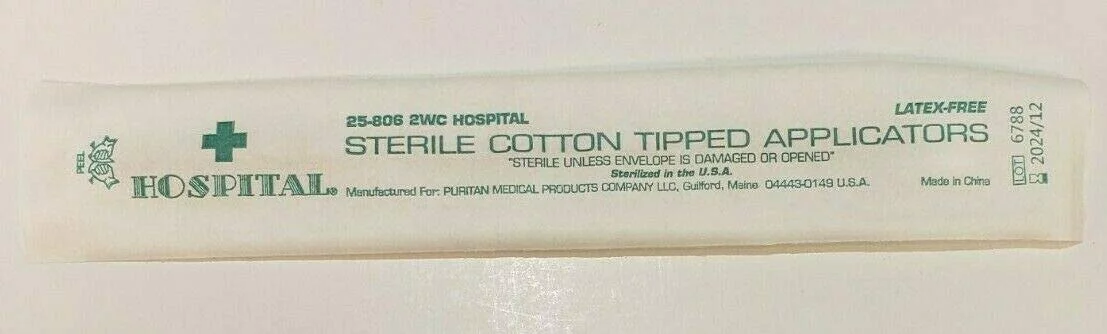 PEEL
HOSPITAL®
25-806 2WC HOSPITAL
LATEX-FREE
STERILE COTTON TIPPED APPLICATORS
"STERILE UNLESS ENVELOPE IS DAMAGED OR OPENED"
Sterilized in the U.S.A.
Manufactured For: PURITAN MEDICAL PRODUCTS COMPANY LLC, Guilford, Maine 04443-0149 U.S.A.
Made in China
LOT 6788
2024/12